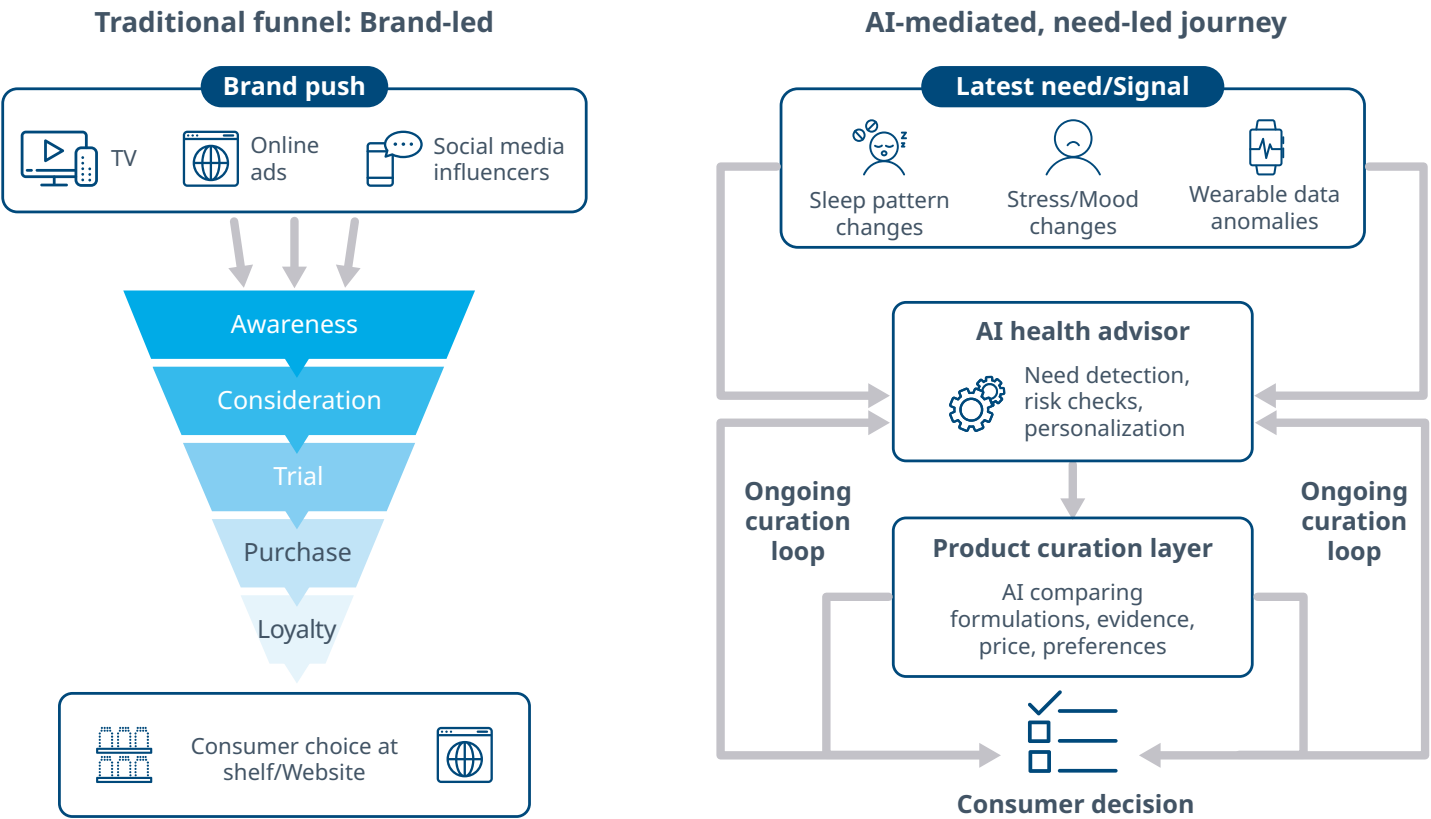 Traditional funnel: Brand-led
Brand push
TV
Online
ads
Social media
influencers
Awareness
Consideration
Trial
Purchase
Loyalty
Consumer choice at
shelf/Website
AI-mediated, need-led journey
Latest need/Signal
Sleep pattern
changes
Stress/Mood
changes
Wearable data
anomalies
AI health advisor
Need detection,
risk checks,
personalization
Ongoing
curation
loop
Ongoing
curation
loop
Product curation layer
AI comparing
formulations, evidence,
price, preferences
Consumer decision